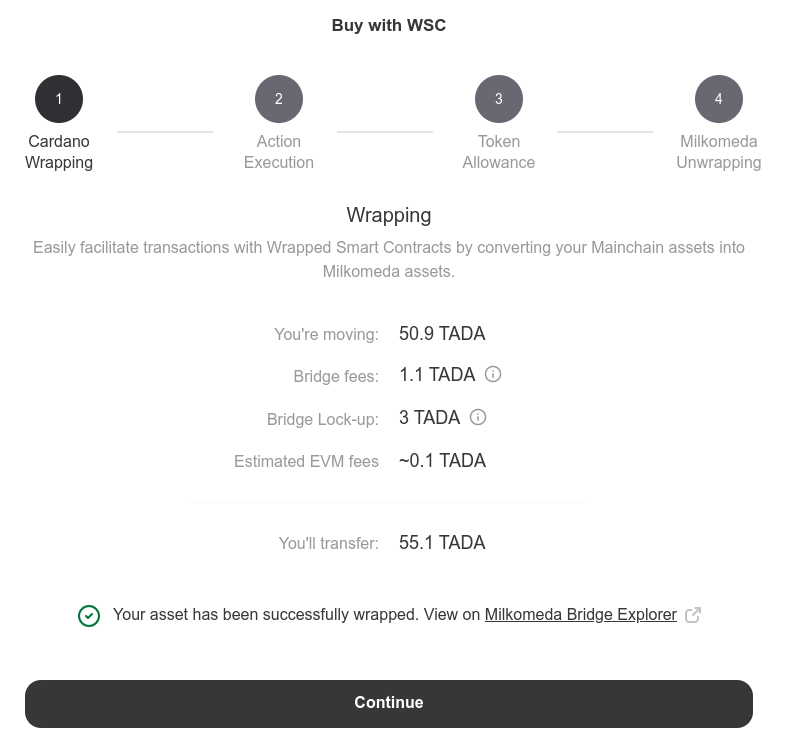 Buy with WSC
1
2
3
4
Cardano
Wrapping
Action
Execution
Token
Allowance
Milkomeda
Unwrapping
Wrapping
Easily facilitate transactions with Wrapped Smart Contracts by converting your Mainchain assets into
Milkomeda assets.
You're moving: 50.9 TADA
Bridge fees: 1.1 TADA
Bridge Lock-up: 3 TADA
Estimated EVM fees ~0.1 TADA
You'll transfer: 55.1 TADA
Your asset has been successfully wrapped. View on Milkomeda Bridge Explorer
Continue